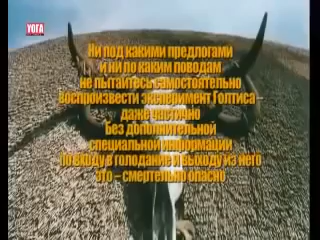 YOГA
Ни под какими предлогами
и ни по каким поводам
не пытайтесь самостоятельно
воспроизвести эксперимент Голтиса –
даже частично
Без дополнительной
специальной информации
по входу в голодание и выходу из него
это – смертельно опасно